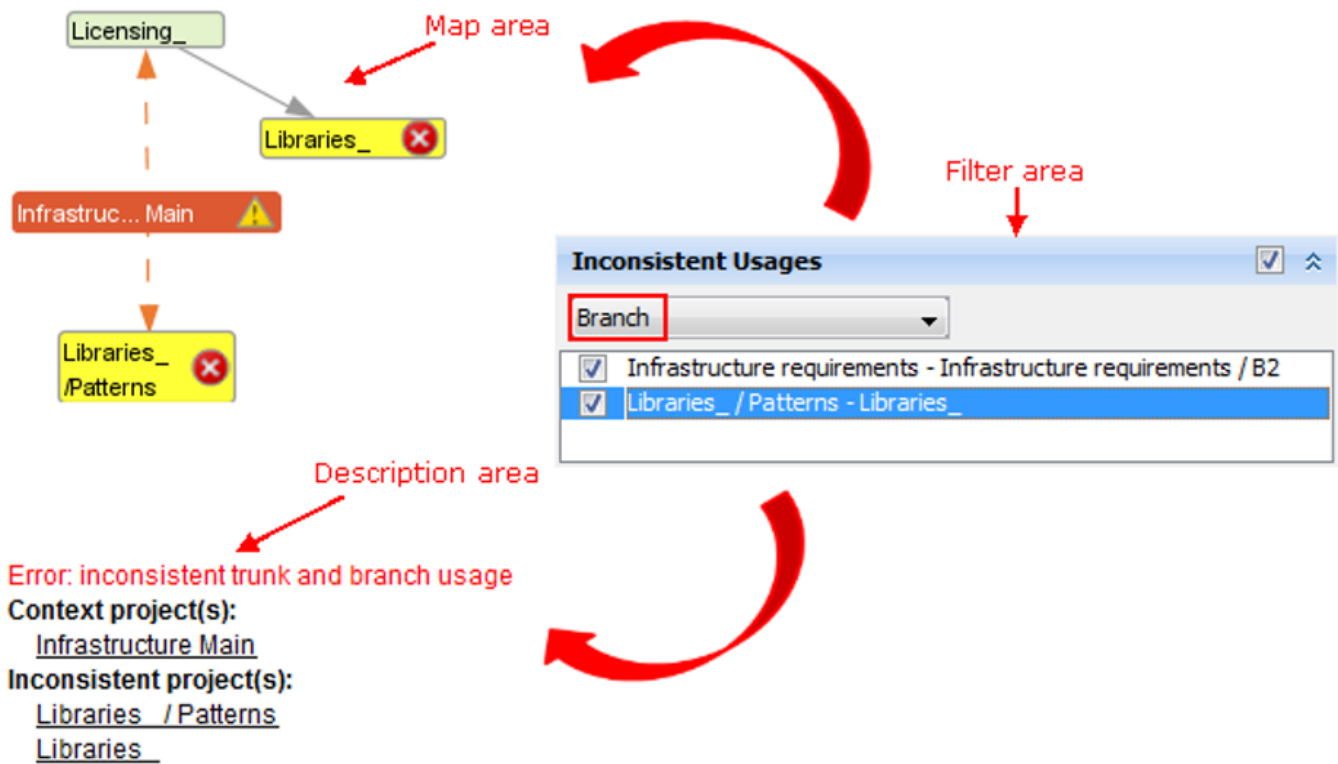 Licensing_
Map area
Libraries_
Filter area
Infrastruc... Main
Inconsistent Usages
Branch
Libraries_
/Patterns
Infrastructure requirements - Infrastructure requirements / B2
Libraries_ / Patterns - Libraries_
Description area
Error: inconsistent trunk and branch usage
Context project(s):
Infrastructure Main
Inconsistent project(s):
Libraries_ / Patterns
Libraries_